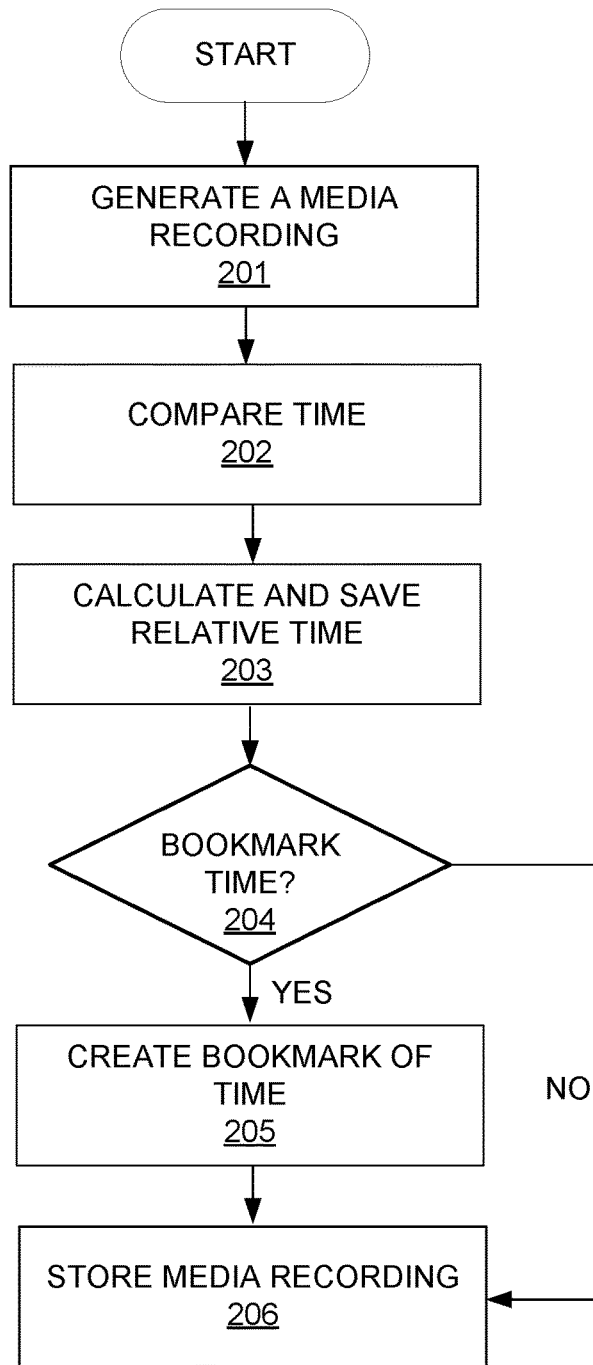 START
GENERATE A MEDIA
RECORDING
201
COMPARE TIME
202
CALCULATE AND SAVE
RELATIVE TIME
203
BOOKMARK
TIME?
204
YES
CREATE BOOKMARK OF
TIME
205
NO
STORE MEDIA RECORDING
206